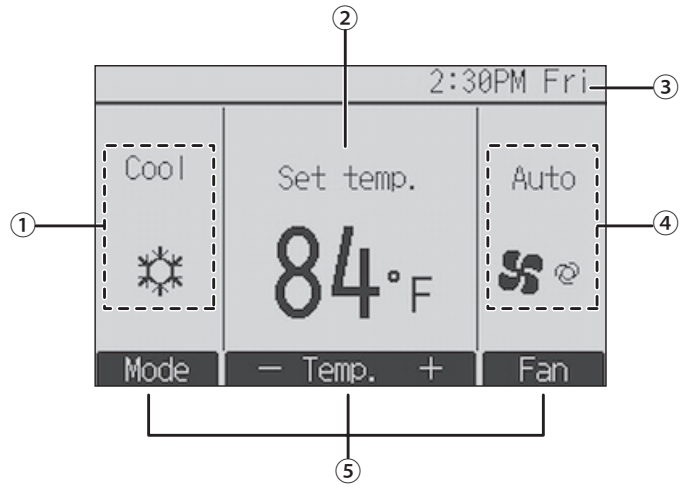 ②
2:30PM Fri
③
①
Cool
Set temp.
84°F
Auto
④
Mode
− Temp. +
Fan
⑤